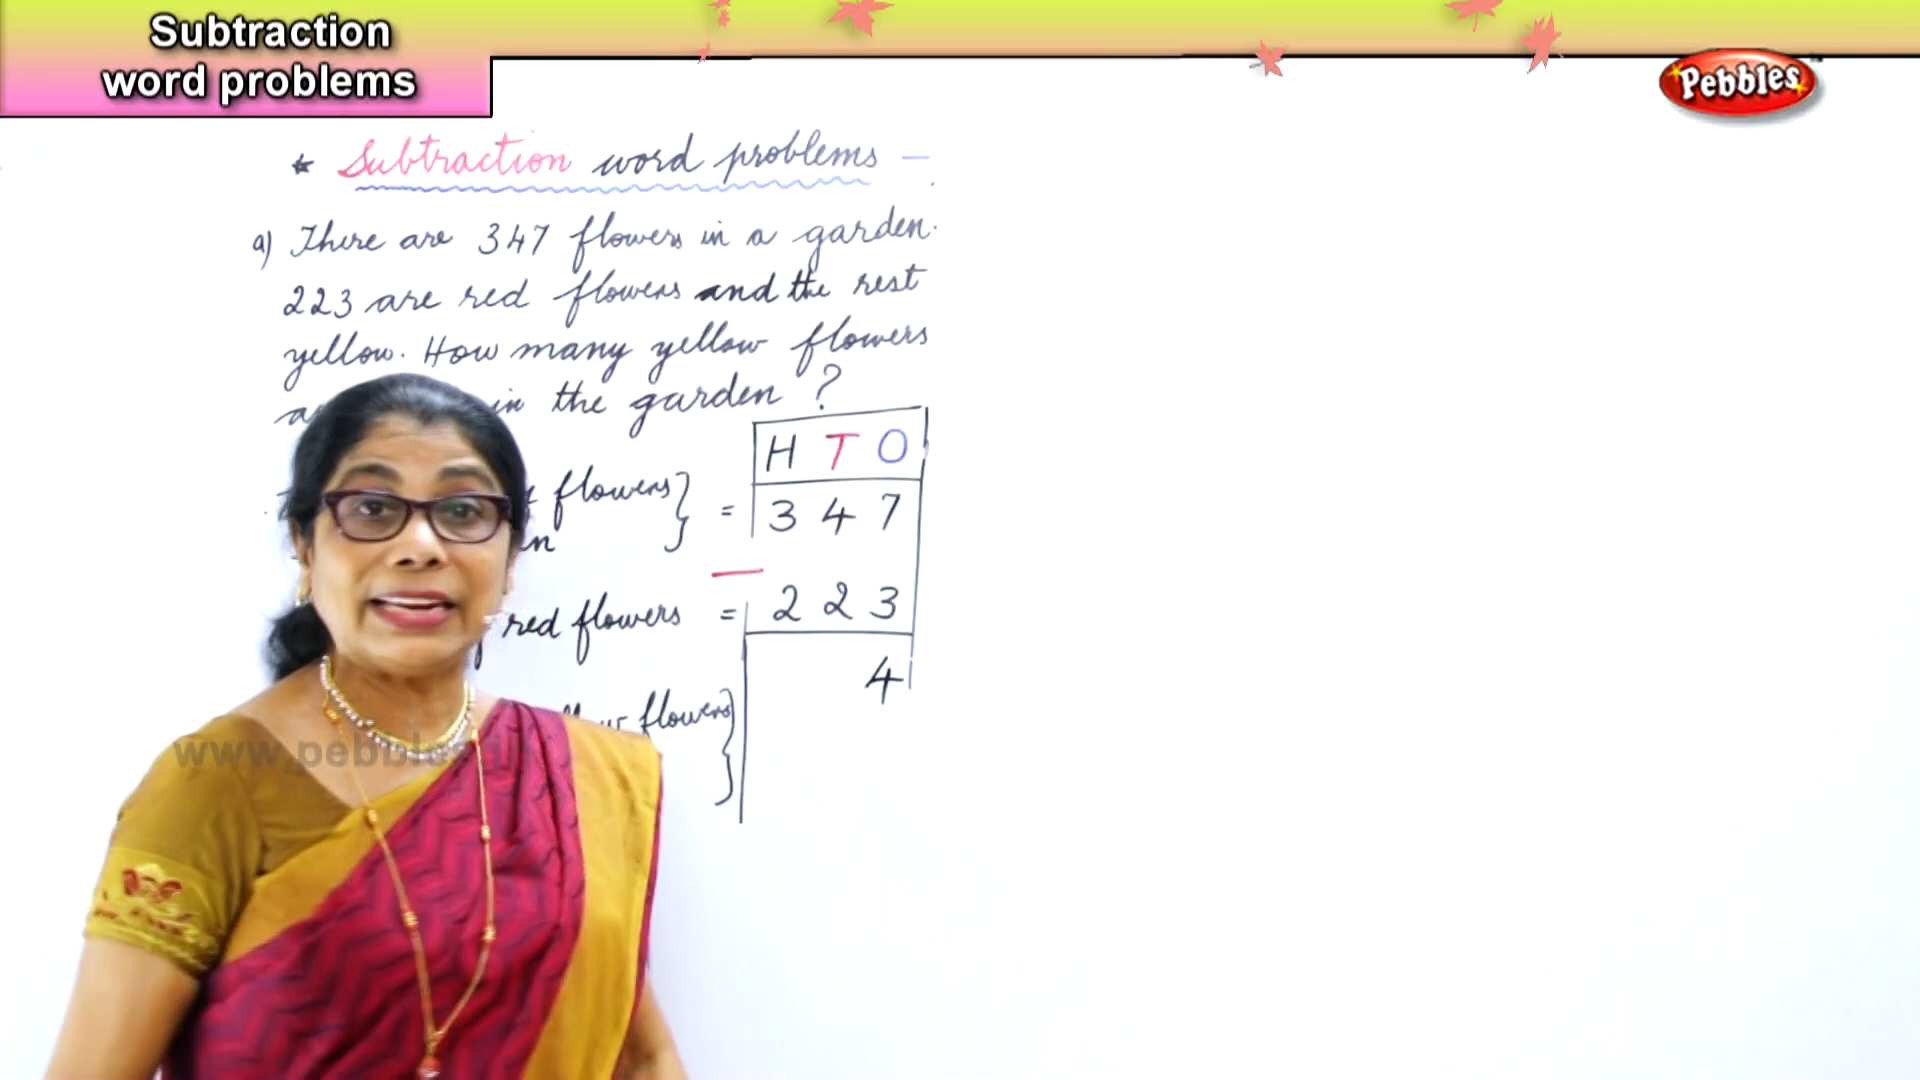 Subtraction
word problems
Pebbles
* Subtraction word problems -
a) There are 347 flowers in a garden.
223 are red flowers and the rest
yellow. How many yellow flowers
in the garden ?
H T O
flowers } = 3 4 7
red flowers = 2 2 3
—
4
flowers }
www.pebbles